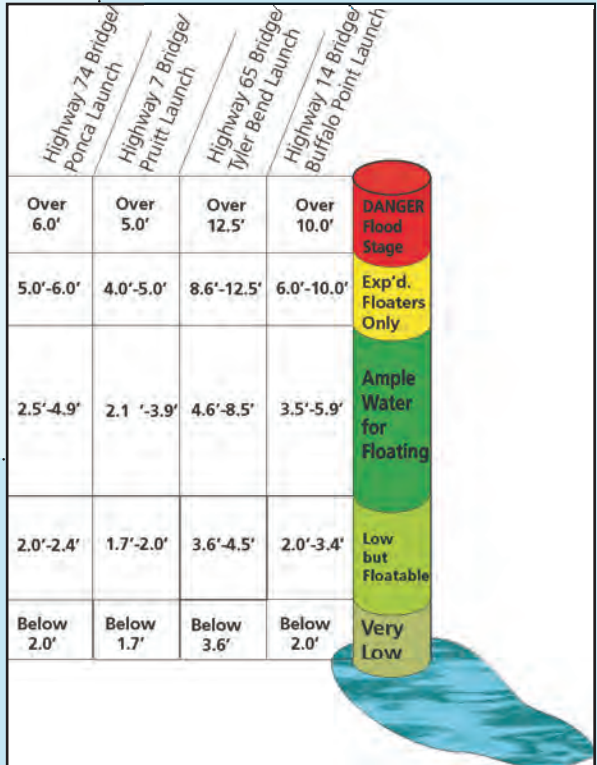 Highway 74 Bridge/
Ponca Launch
Highway 7 Bridge/
Pruitt Launch
Highway 65 Bridge/
Tyler Bend Launch
Highway 14 Bridge/
Buffalo Point Launch
Over
6.0'
Over
5.0'
Over
12.5'
Over
10.0'
DANGER
Flood
Stage
5.0'-6.0'
4.0'-5.0'
8.6'-12.5'
6.0'-10.0'
Exp'd.
Floaters
Only
2.5'-4.9'
2.1 '-3.9'
4.6'-8.5'
3.5'-5.9'
Ample
Water
for
Floating
2.0'-2.4'
1.7'-2.0'
3.6'-4.5'
2.0'-3.4'
Low
but
Floatable
Below
2.0'
Below
1.7'
Below
3.6'
Below
2.0'
Very
Low